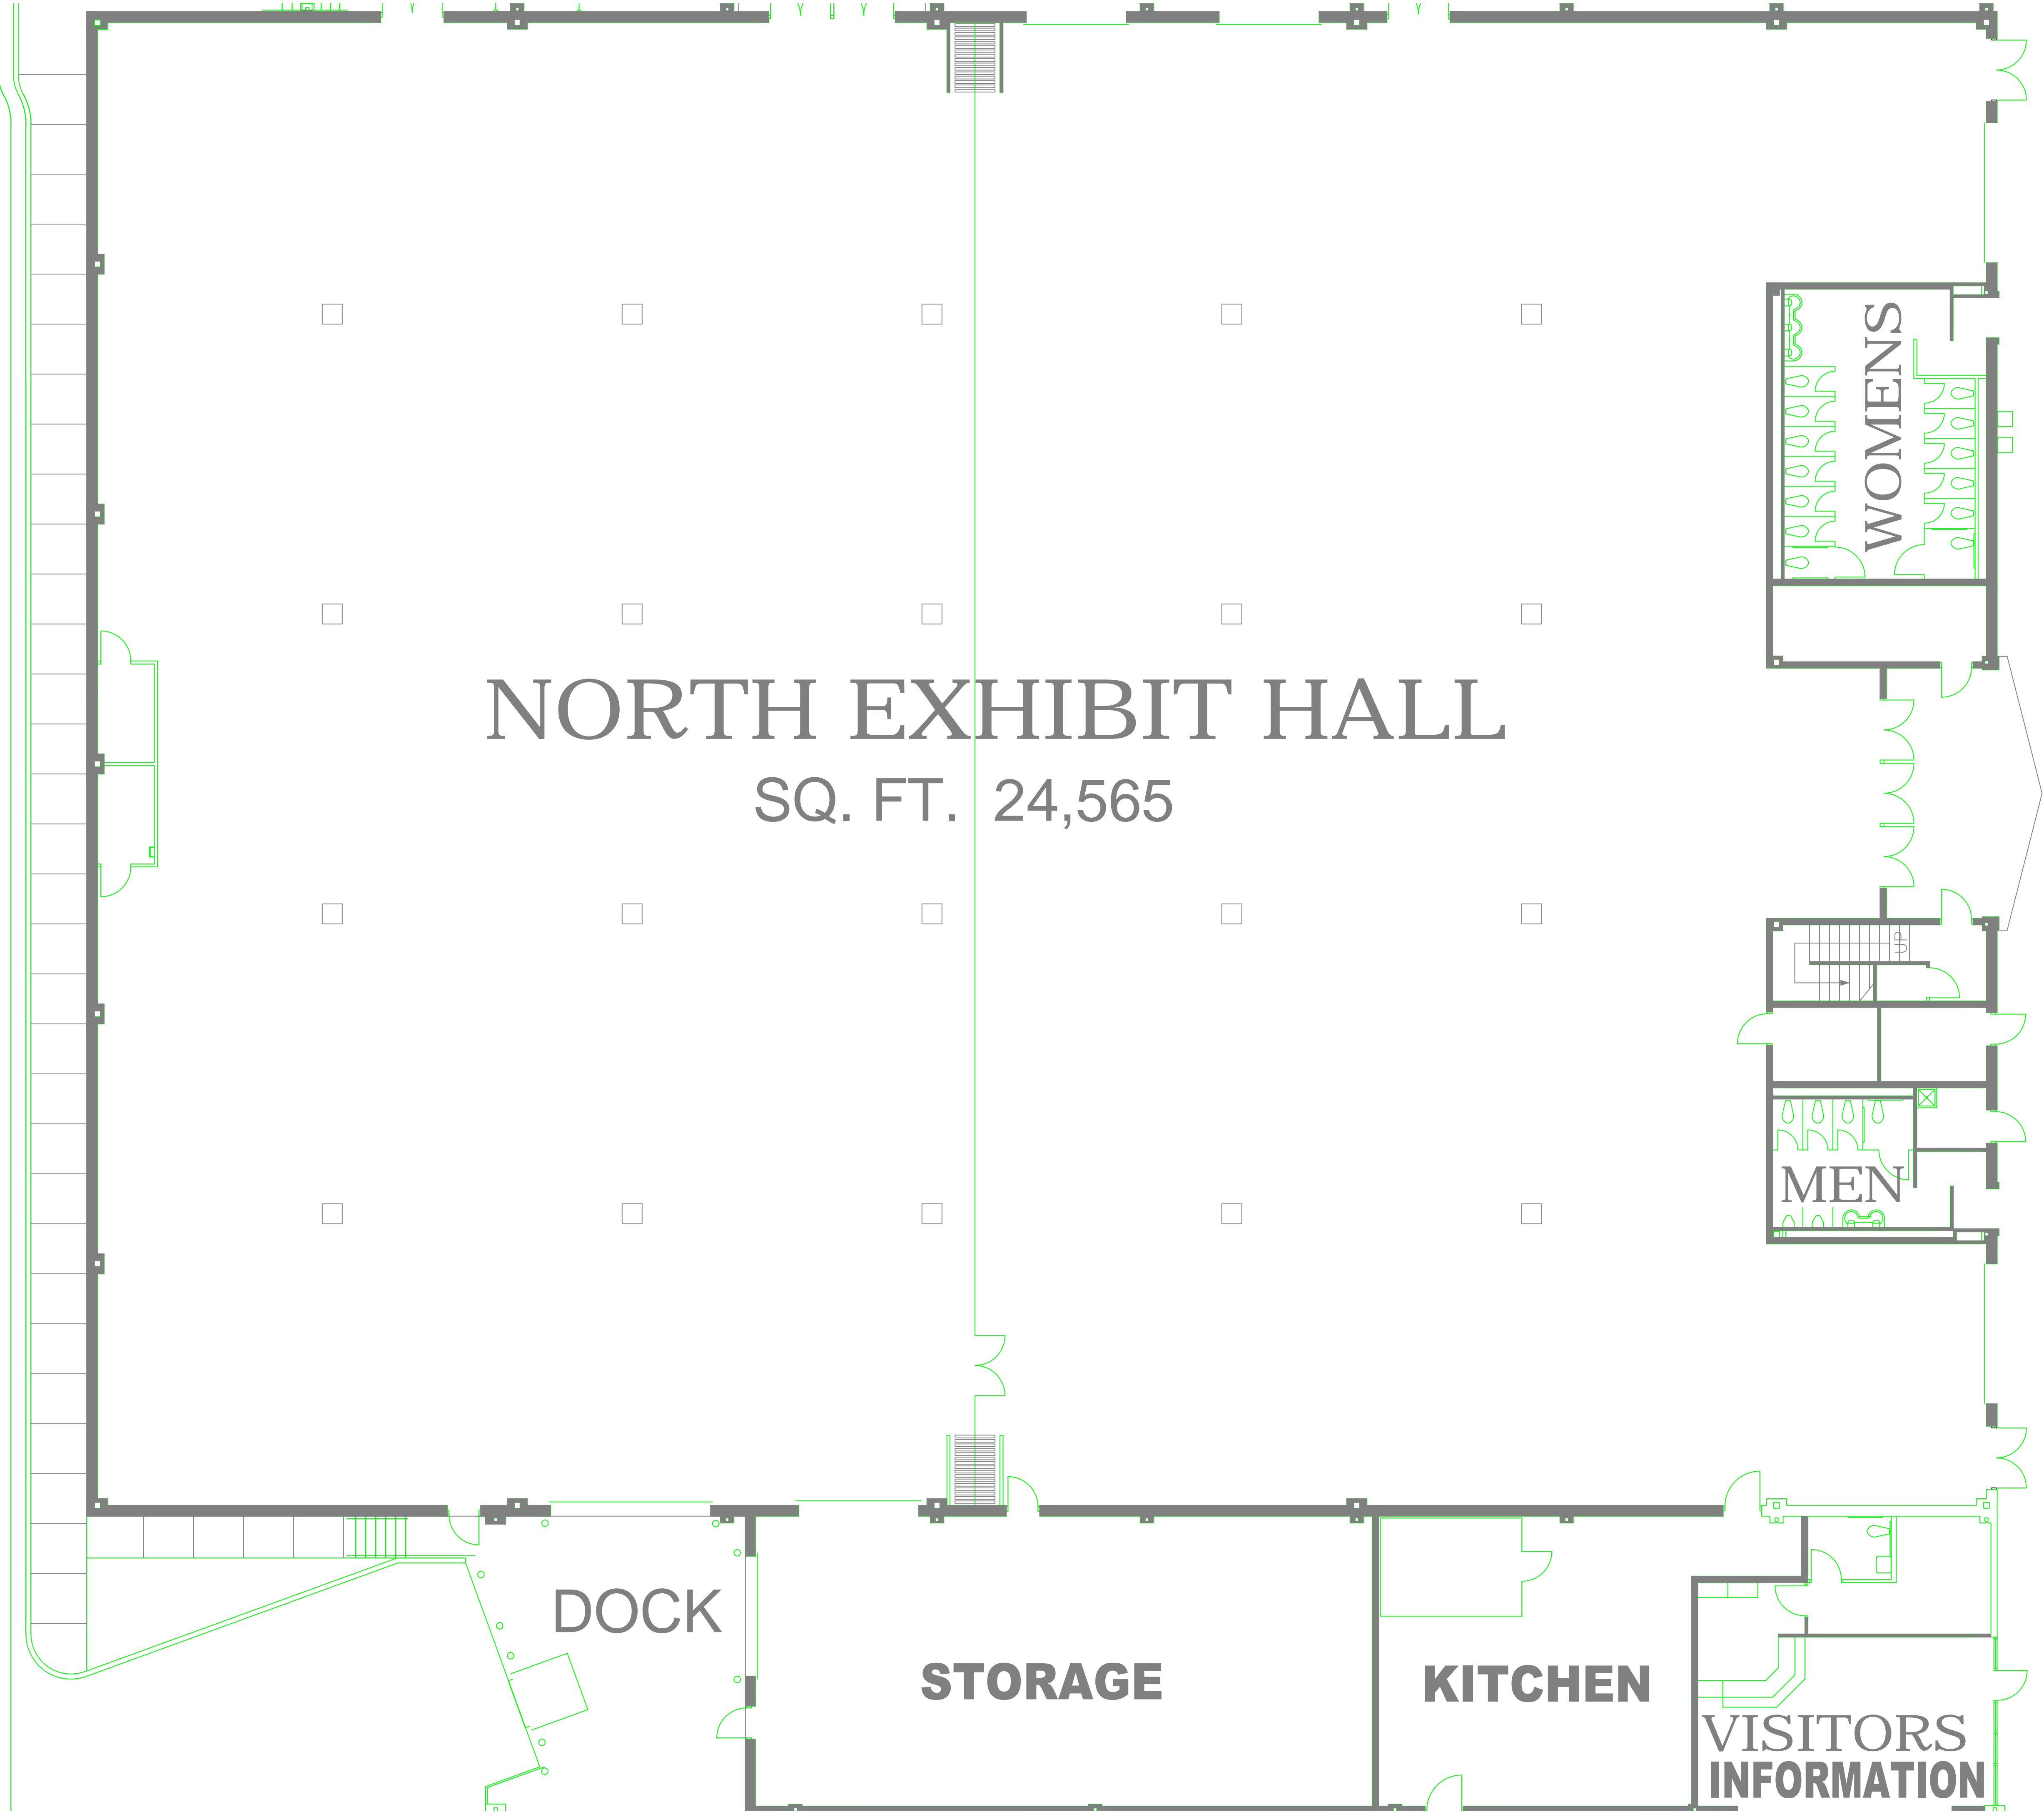 WOMENS
NORTH EXHIBIT HALL
SQ. FT. 24,565
UP
MEN
DOCK
STORAGE
KITCHEN
VISITORS
INFORMATION